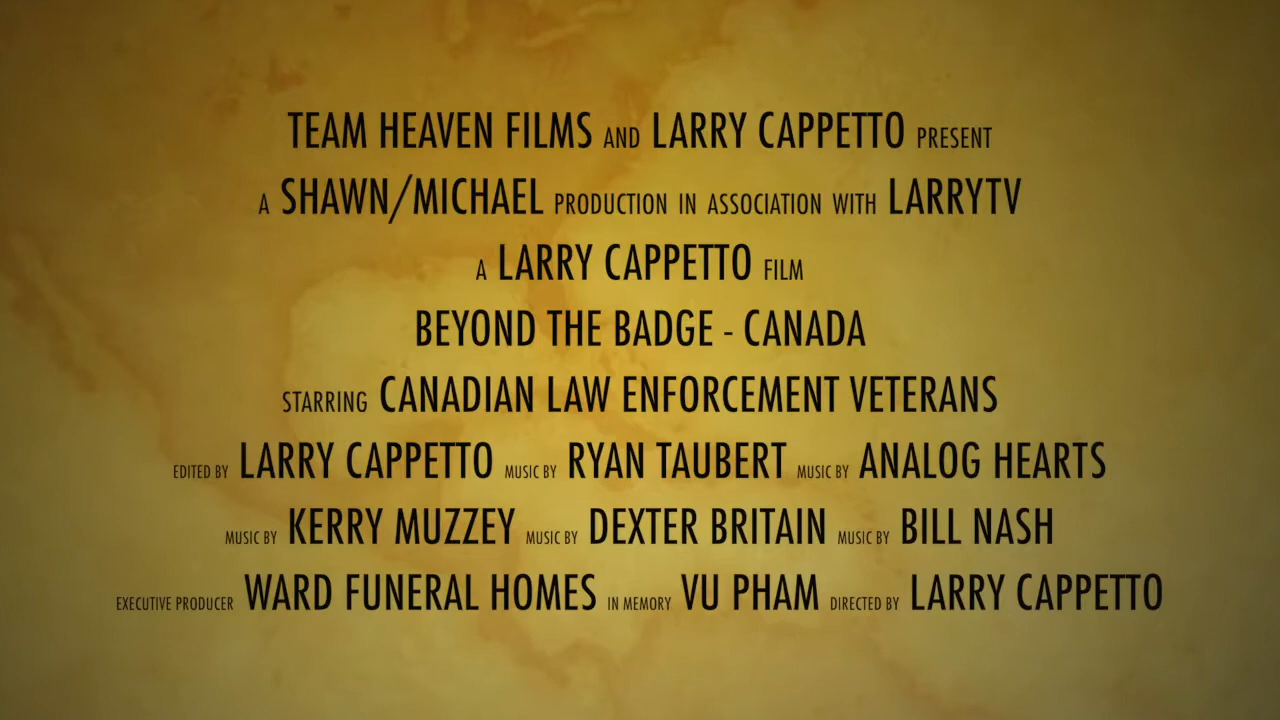 TEAM HEAVEN FILMS AND LARRY CAPPETTO PRESENT
A SHAWN/MICHAEL PRODUCTION IN ASSOCIATION WITH LARRYTV
A LARRY CAPPETTO FILM
BEYOND THE BADGE - CANADA
STARRING CANADIAN LAW ENFORCEMENT VETERANS
EDITED BY LARRY CAPPETTO MUSIC BY RYAN TAUBERT MUSIC BY ANALOG HEARTS
MUSIC BY KERRY MUZZEY MUSIC BY DEXTER BRITAIN MUSIC BY BILL NASH
EXECUTIVE PRODUCER WARD FUNERAL HOMES IN MEMORY VU PHAM DIRECTED BY LARRY CAPPETTO